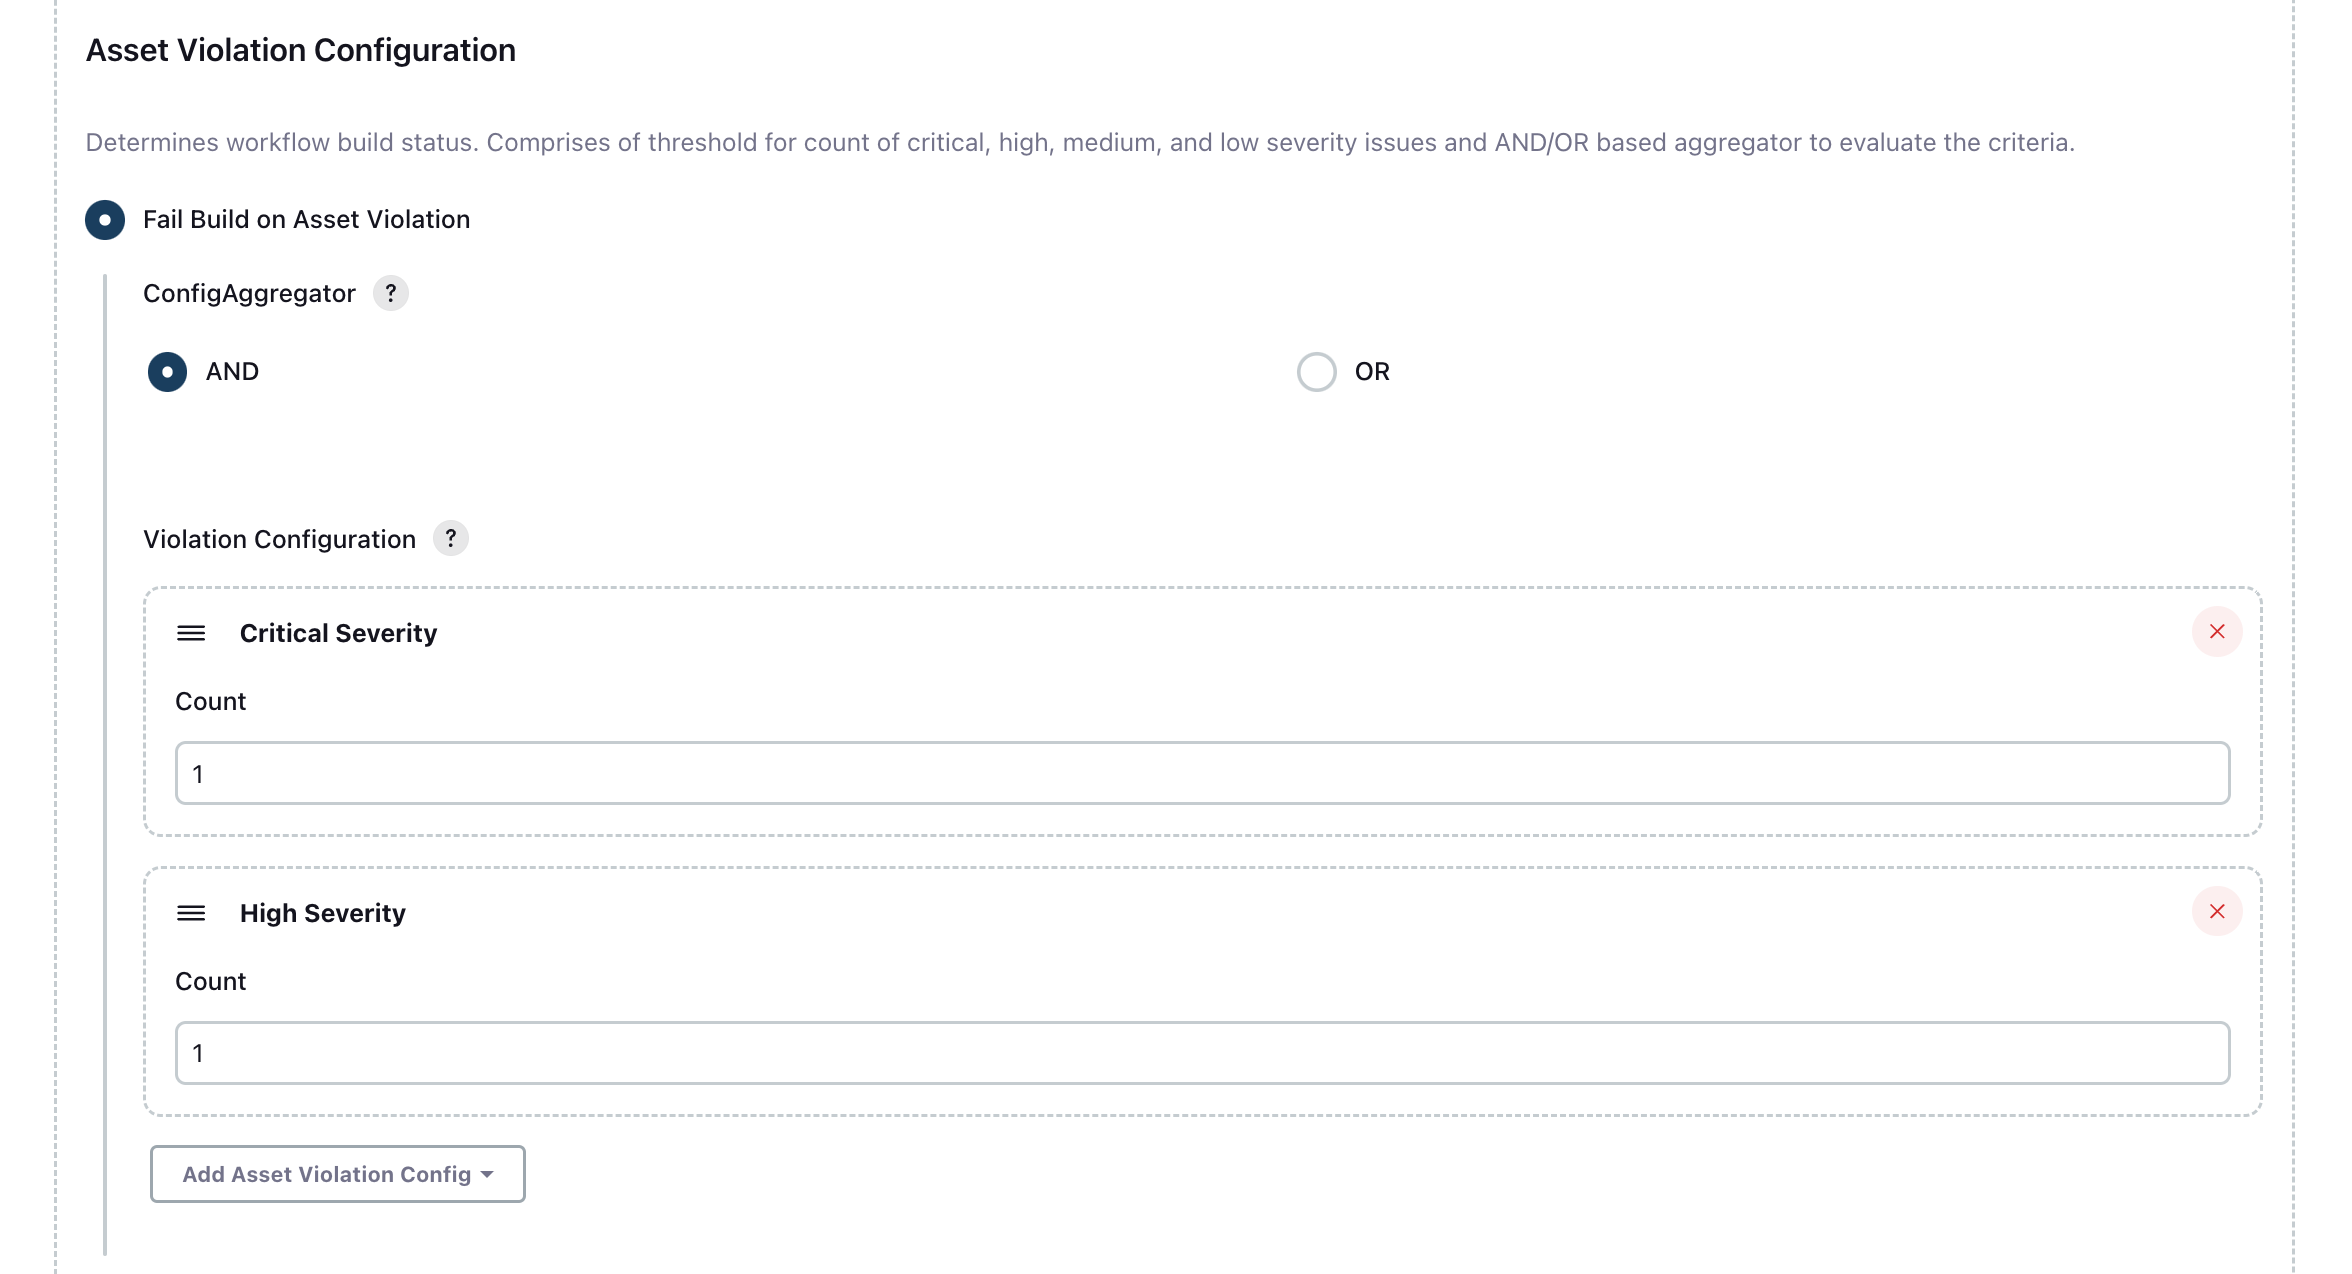 Asset Violation Configuration
Determines workflow build status. Comprises of threshold for count of critical, high, medium, and low severity issues and AND/OR based aggregator to evaluate the criteria.
Fail Build on Asset Violation
ConfigAggregator ?
AND OR
Violation Configuration ?
Critical Severity
Count
1
High Severity
Count
1
Add Asset Violation Config